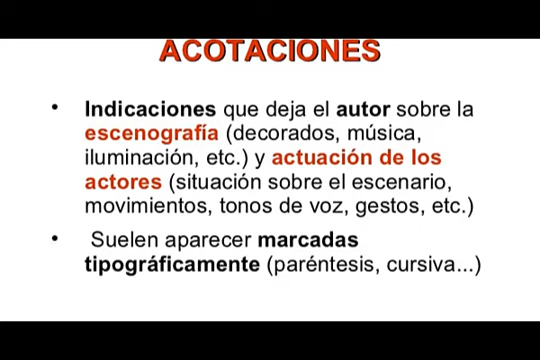 ACOTACIONES
• Indicaciones que deja el autor sobre la
escenografía (decorados, música,
iluminación, etc.) y actuación de los
actores (situación sobre el escenario,
movimientos, tonos de voz, gestos, etc.)
• Suelen aparecer marcadas
tipográficamente (paréntesis, cursiva...)